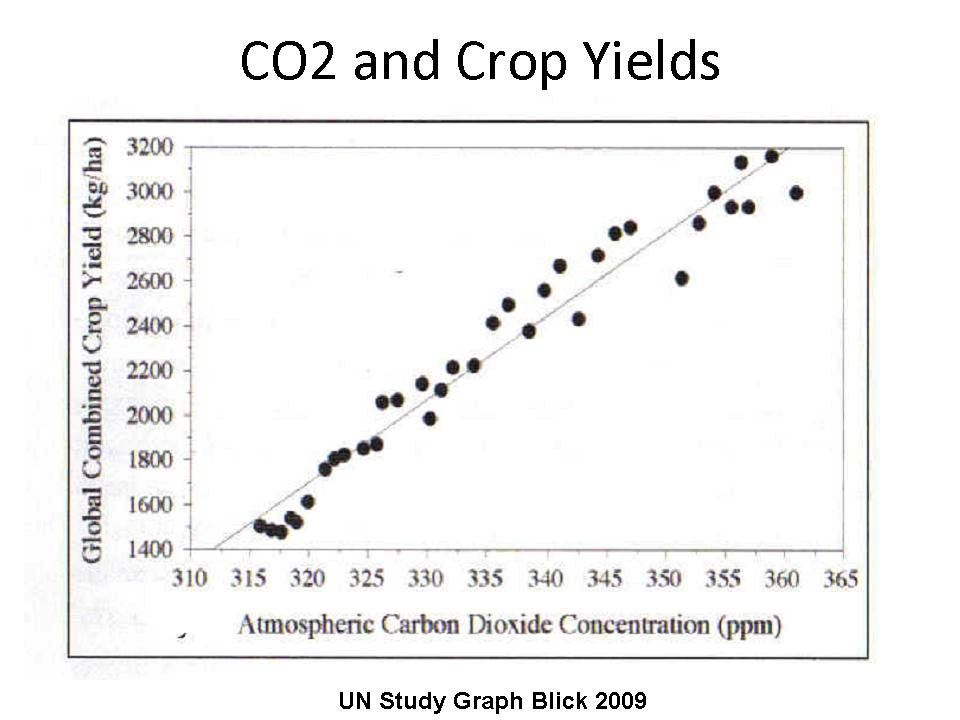 CO2 and Crop Yields
Global Combined Crop Yield (kg/ha)
3200
3000
2800
2600
2400
2200
2000
1800
1600
1400
310 315 320 325 330 335 340 345 350 355 360 365
Atmospheric Carbon Dioxide Concentration (ppm)
UN Study Graph Blick 2009